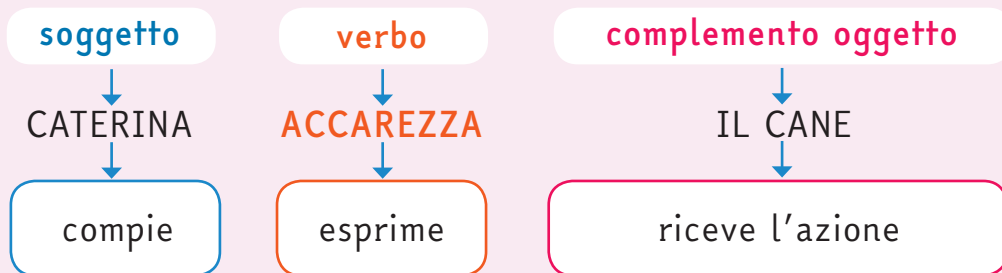 soggetto verbo complemento oggetto
CATERINA ACCAREZZA IL CANE
compie esprime riceve l'azione